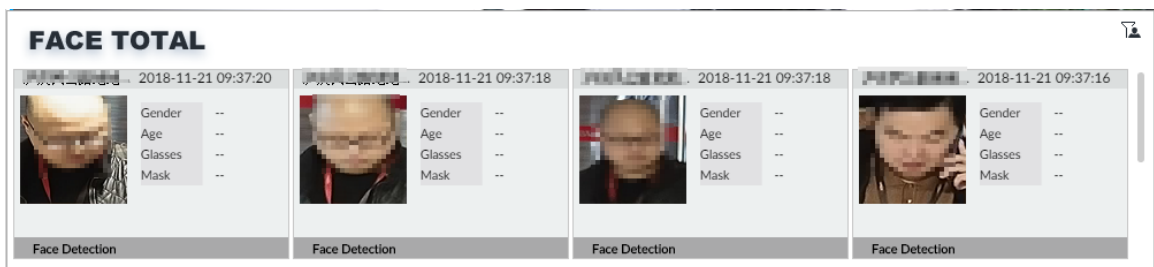 FACE TOTAL
2018-11-21 09:37:20
Gender --
Age --
Glasses --
Mask --
Face Detection
2018-11-21 09:37:18
Gender --
Age --
Glasses --
Mask --
Face Detection
2018-11-21 09:37:18
Gender --
Age --
Glasses --
Mask --
Face Detection
2018-11-21 09:37:16
Gender --
Age --
Glasses --
Mask --
Face Detection